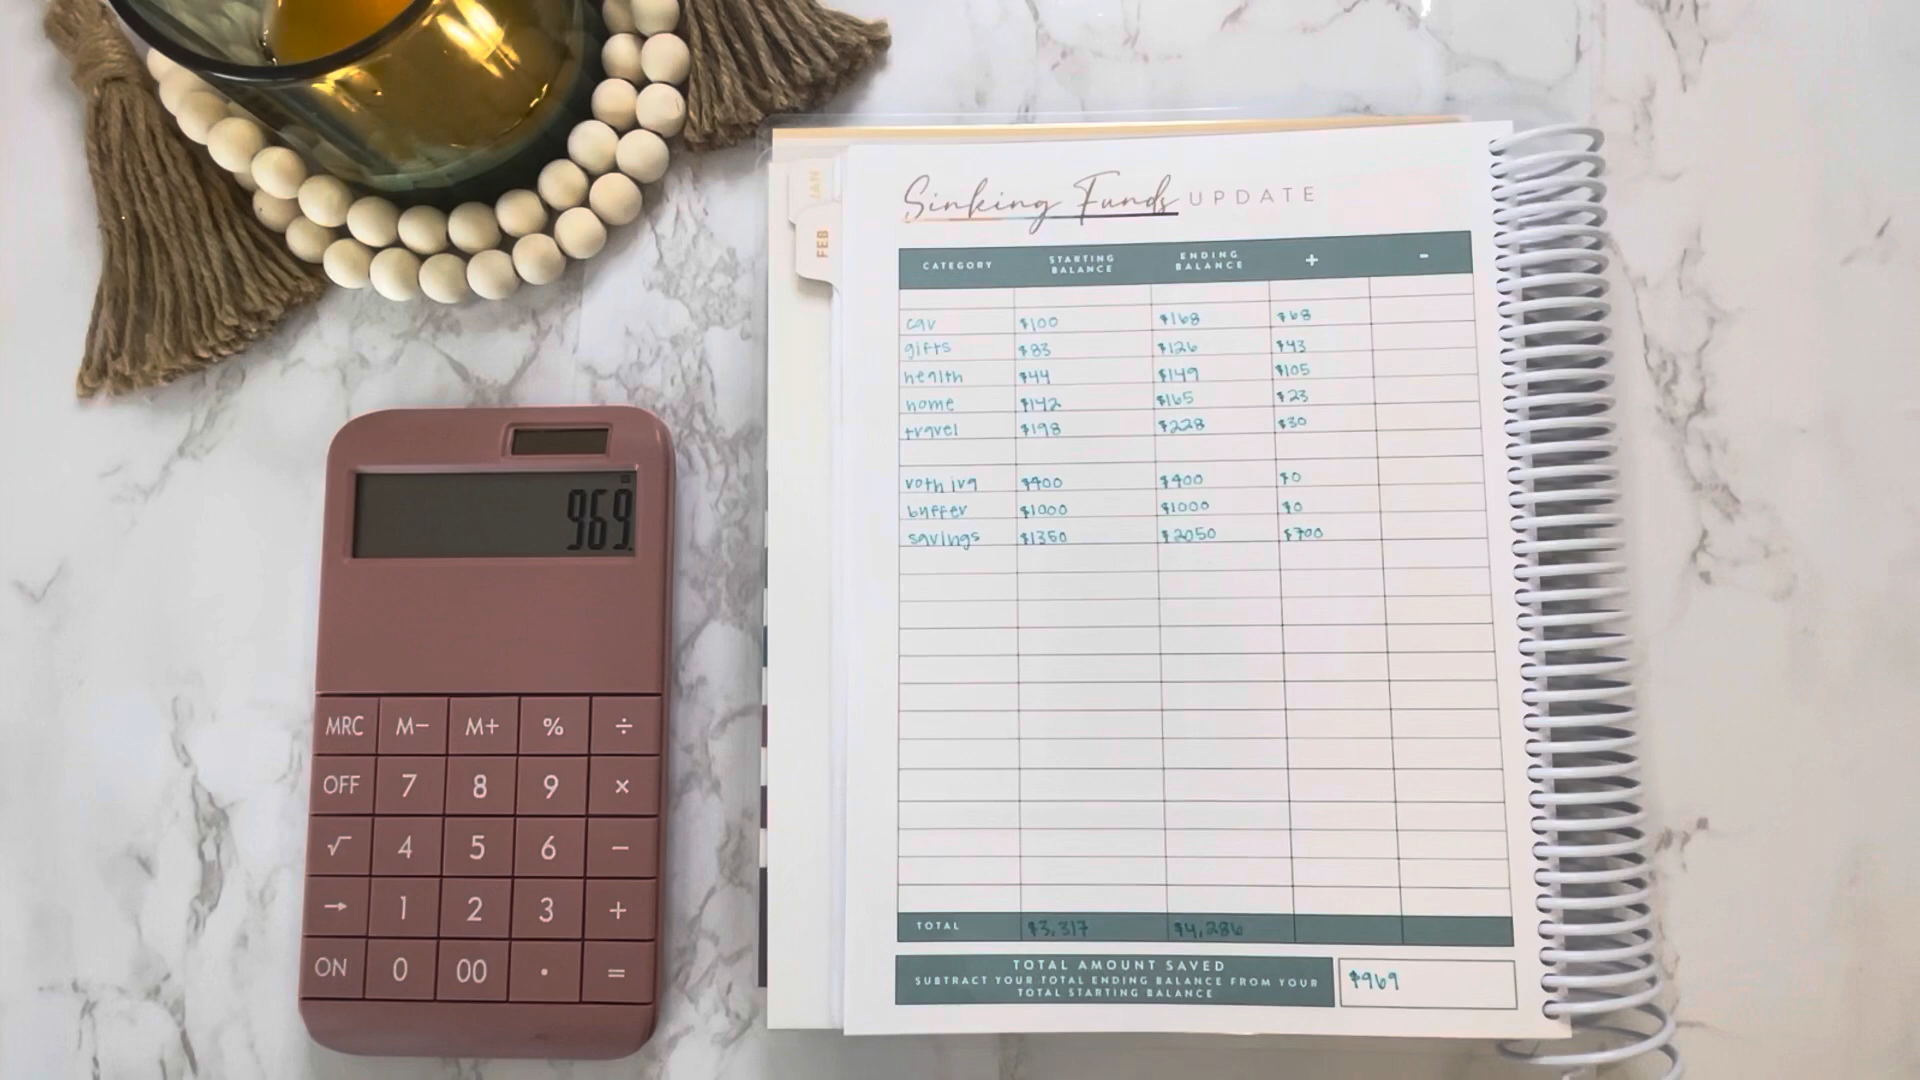 JAN
FEB
Sinking Funds UPDATE
CATEGORY STARTING BALANCE ENDING BALANCE + -
car $100 $168 $68
gifts $83 $126 $43
health $44 $149 $105
home $142 $165 $23
travel $198 $228 $30
roth ira $400 $400 $0
buffer $1000 $1000 $0
savings $1350 $2050 $700
TOTAL $3,317 $4,286
TOTAL AMOUNT SAVED
SUBTRACT YOUR TOTAL ENDING BALANCE FROM YOUR
TOTAL STARTING BALANCE
$969
969.
MRC M− M+ % ÷
OFF 7 8 9 ×
√ 4 5 6 −
→ 1 2 3 +
ON 0 00 · =